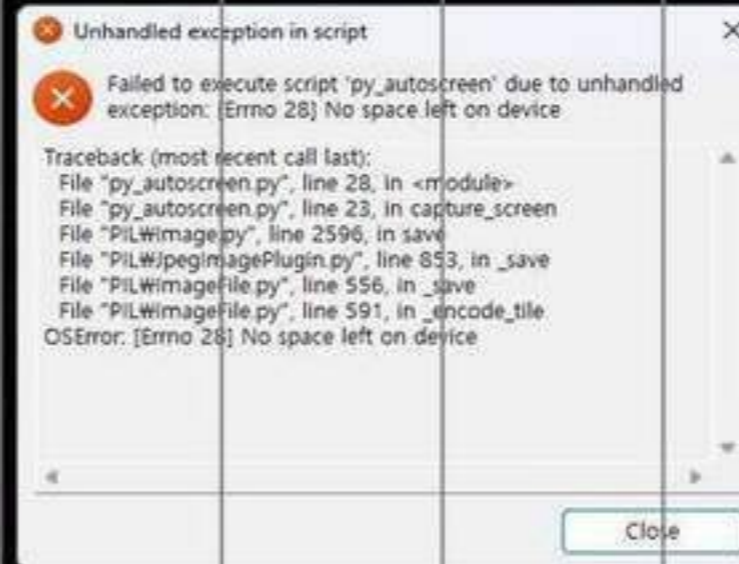 Unhandled exception in script
Failed to execute script 'py_autoscreen' due to unhandled
exception: [Errno 28] No space left on device
Traceback (most recent call last):
File "py_autoscreen.py", line 28, in <module>
File "py_autoscreen.py", line 23, in capture_screen
File "PIL₩Image.py", line 2596, in save
File "PIL₩JpegImagePlugin.py", line 853, in _save
File "PIL₩ImageFile.py", line 556, in _save
File "PIL₩ImageFile.py", line 591, in _encode_tile
OSError: [Errno 28] No space left on device
Close